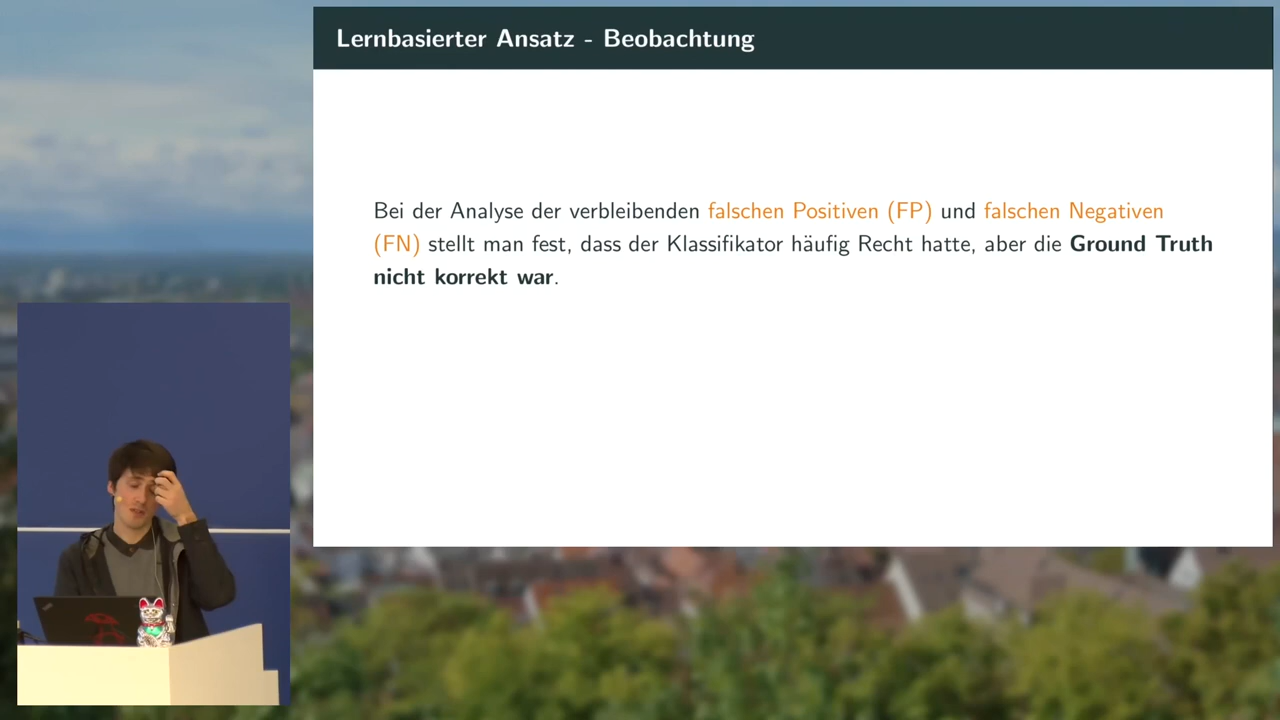 Lernbasierter Ansatz - Beobachtung
Bei der Analyse der verbleibenden falschen Positiven (FP) und falschen Negativen
(FN) stellt man fest, dass der Klassifikator häufig Recht hatte, aber die Ground Truth
nicht korrekt war.